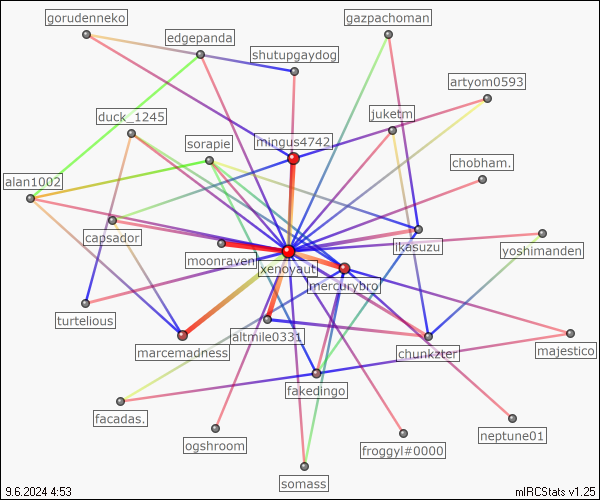 gorudenneko
gazpachoman
edgepanda
shutupgaydog
artyom0593
duck_1245
juketm
mingus4742
sorapie
chobham.
alan1002
capsador
ikasuzu
yoshimanden
moonraven
xenoyaut
mercurybro
turtelious
altmile0331
marcemadness
chunkzter
majestico
fakedingo
facadas.
ogshroom
neptune01
froggyl#0000
somass
9.6.2024 4:53
mIRCStats v1.25